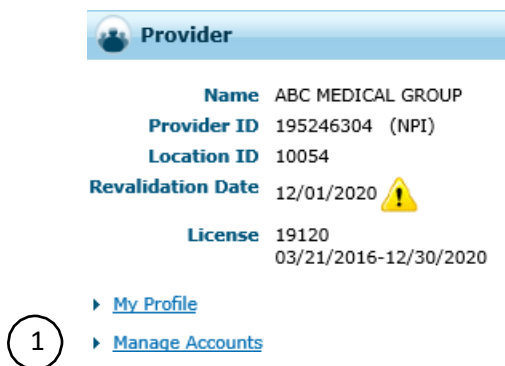 Provider
Name ABC MEDICAL GROUP
Provider ID 195246304 (NPI)
Location ID 10054
Revalidation Date 12/01/2020
License 19120
03/21/2016-12/30/2020
My Profile
1 Manage Accounts